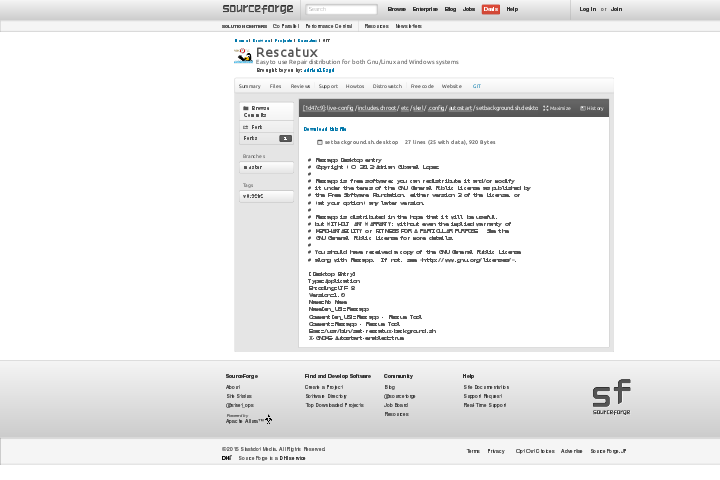 sourceforge
Search
Browse Enterprise Blog Jobs Deals Help
Log In or Join
SOLUTION CENTERS Go Parallel Performance Central Resources Newsletters
Home / Browse / Projects / Rescatux / GIT
Rescatux
Easy to use Repair distribution for both Gnu/Linux and Windows systems
Brought to you by: adrian15sgd
Summary Files Reviews Support Howtos Distrowatch Freecode Website GIT
Browse Commits
Fork
Forks 1
Branches
master
Tags
[1d47c9]: live-config / includes.chroot / etc / skel / .config / autostart / setbackground.sh.deskto Maximize History
Download this file
setbackground.sh.desktop 27 lines (25 with data), 920 Bytes
# Rescapp Desktop entry
# Copyright (C) 2012 Adrian Gibanel Lopez
#
# Rescapp is free software: you can redistribute it and/or modify
# it under the terms of the GNU General Public License as published by
# the Free Software Foundation, either version 3 of the License, or
# (at your option) any later version.
#
# Rescapp is distributed in the hope that it will be useful,
# but WITHOUT ANY WARRANTY; without even the implied warranty of
# MERCHANTABILITY or FITNESS FOR A PARTICULAR PURPOSE. See the
# GNU General Public License for more details.
#
# You should have received a copy of the GNU General Public License
# along with Rescapp. If not, see <http://www.gnu.org/licenses/>.
[Desktop Entry]
Type=Application
Encoding=UTF-8
Version=1.0
Name=No Name
Name[en_US]=Rescapp
Comment[en_US]=Rescapp - Rescue Tool
Comment=Rescapp - Rescue Tool
Exec=/usr/bin/set-rescatux-background.sh
X-GNOME-Autostart-enabled=true
SourceForge
About
Site Status
@sfnet_ops
Powered by
Apache Allura™
Find and Develop Software
Create a Project
Software Directory
Top Downloaded Projects
Community
Blog
@sourceforge
Job Board
Resources
Help
Site Documentation
Support Request
Real-Time Support
sf
sourceforge
©2015 Slashdot Media. All Rights Reserved.
DHI SourceForge is a DHI service
Terms Privacy Opt Out Choices Advertise SourceForge.JP